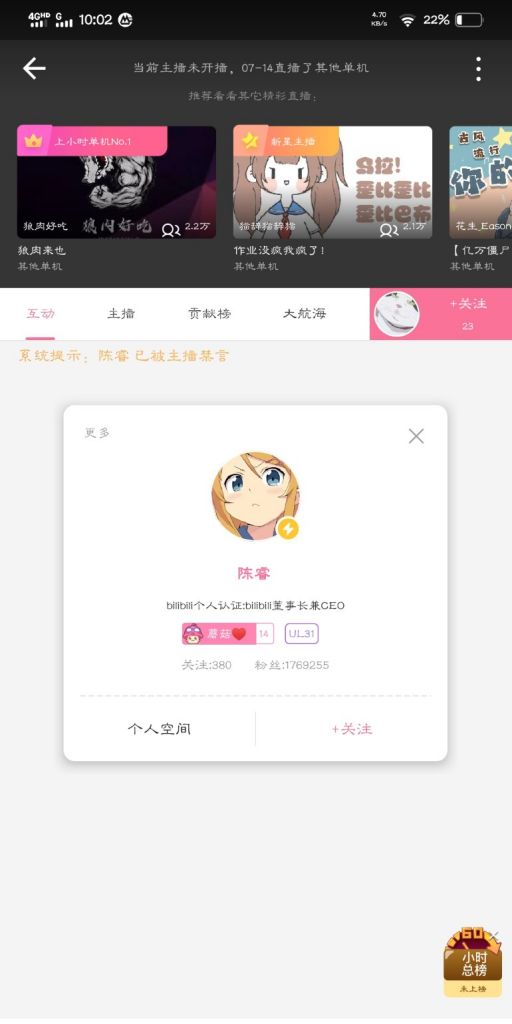 4GHD G 10:02
4.70 KB/s 22%
当前主播未开播，07-14直播了其他单机
推荐看看其它精彩直播：
上小时单机No.1
狼肉好吃
狼肉好吃 2.2万
狼肉来也
其他单机
新星主播
乌拉！
歪比歪比
歪比巴布
猫辞猫辞猫 2.1万
作业没疯我疯了！
其他单机
古风
流行
你的
花生_Eason
【亿万僵尸
其他单机
互动 主播 贡献榜 大航海 +关注
23
系统提示：陈睿 已被主播禁言
更多
陈睿
bilibili个人认证:bilibili董事长兼CEO
蘑菇 14 UL31
关注:380 粉丝:1769255
个人空间 +关注
60
小时
总榜
未上榜